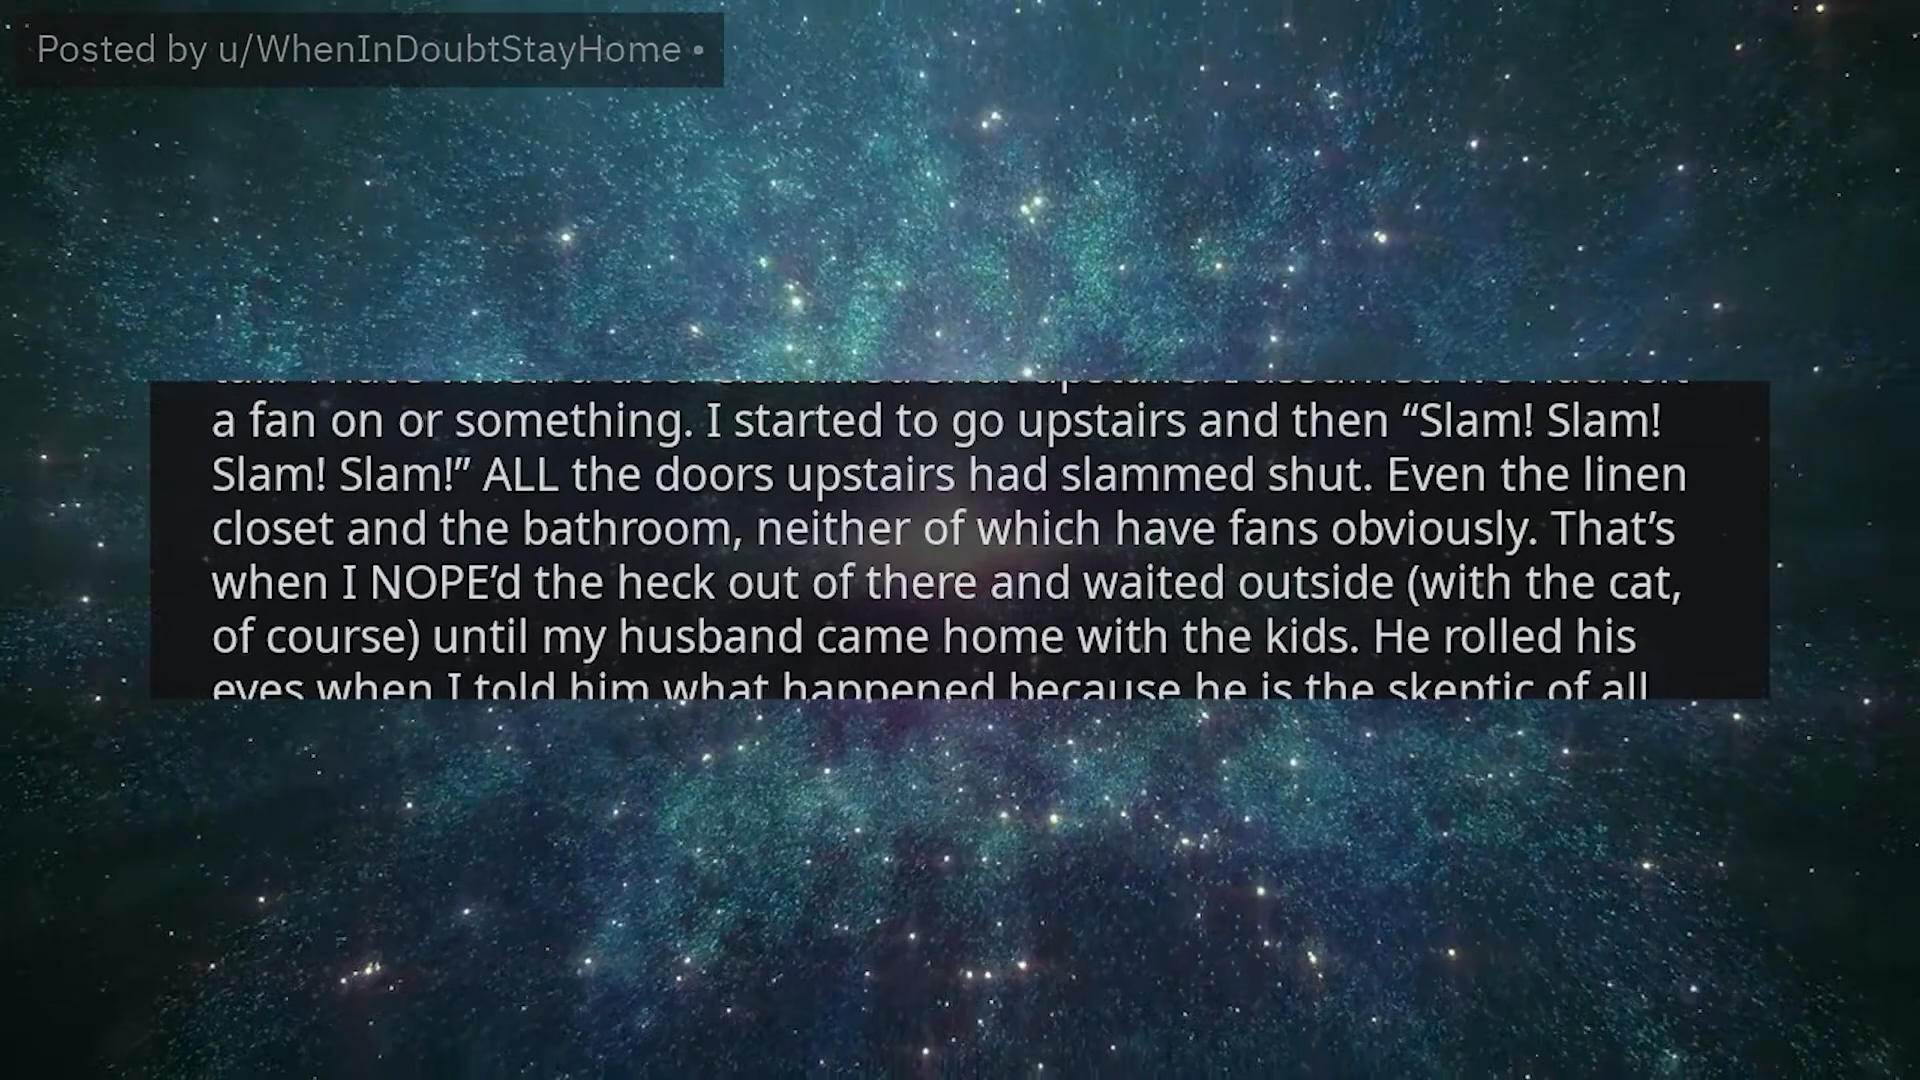 Posted by u/WhenInDoubtStayHome •
a fan on or something. I started to go upstairs and then “Slam! Slam!
Slam! Slam!” ALL the doors upstairs had slammed shut. Even the linen
closet and the bathroom, neither of which have fans obviously. That’s
when I NOPE’d the heck out of there and waited outside (with the cat,
of course) until my husband came home with the kids. He rolled his
eyes when I told him what happened because he is the skeptic of all